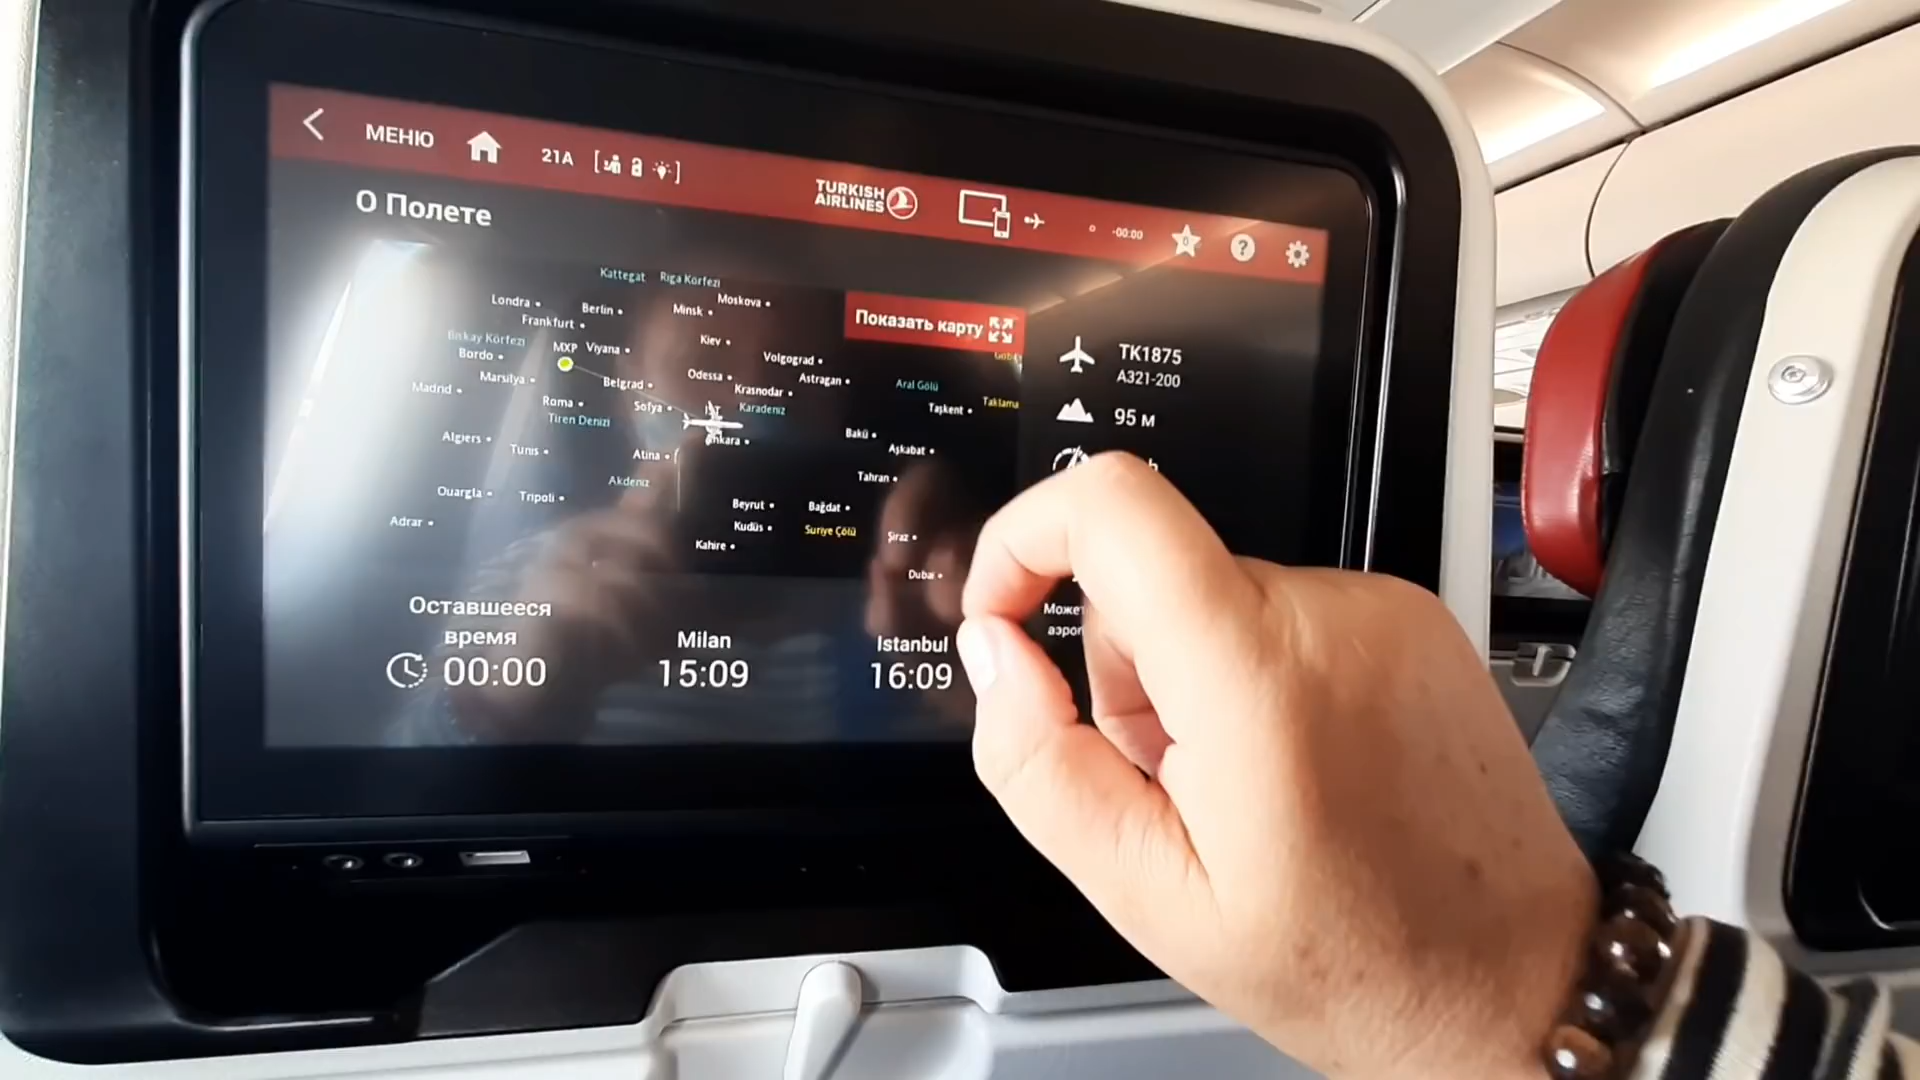 МЕНЮ
21A
TURKISH
AIRLINES
-00:00
0
?
О Полете
Kattegat
Riga Körfezi
Londra
Berlin
Minsk
Moskova
Показать карту
Frankfurt
Biskay Körfezi
MXP
Viyana
Kiev
Volgograd
Bordo
Marsilya
Belgrad
Odessa
Krasnodar
Astragan
Aral Gölü
Madrid
Roma
Sofya
IST
Karadeniz
Taşkent
Taklama
Tiren Denizi
Ankara
Bakü
Aşkabat
Algiers
Tunis
Atina
Tahran
Akdeniz
Ouargla
Tripoli
Beyrut
Bağdat
Kudüs
Suriye Çölü
Adrar
Kahire
Şiraz
Dubai
TK1875
A321-200
95 м
Може
аэроп
Оставшееся
время
00:00
Milan
15:09
Istanbul
16:09